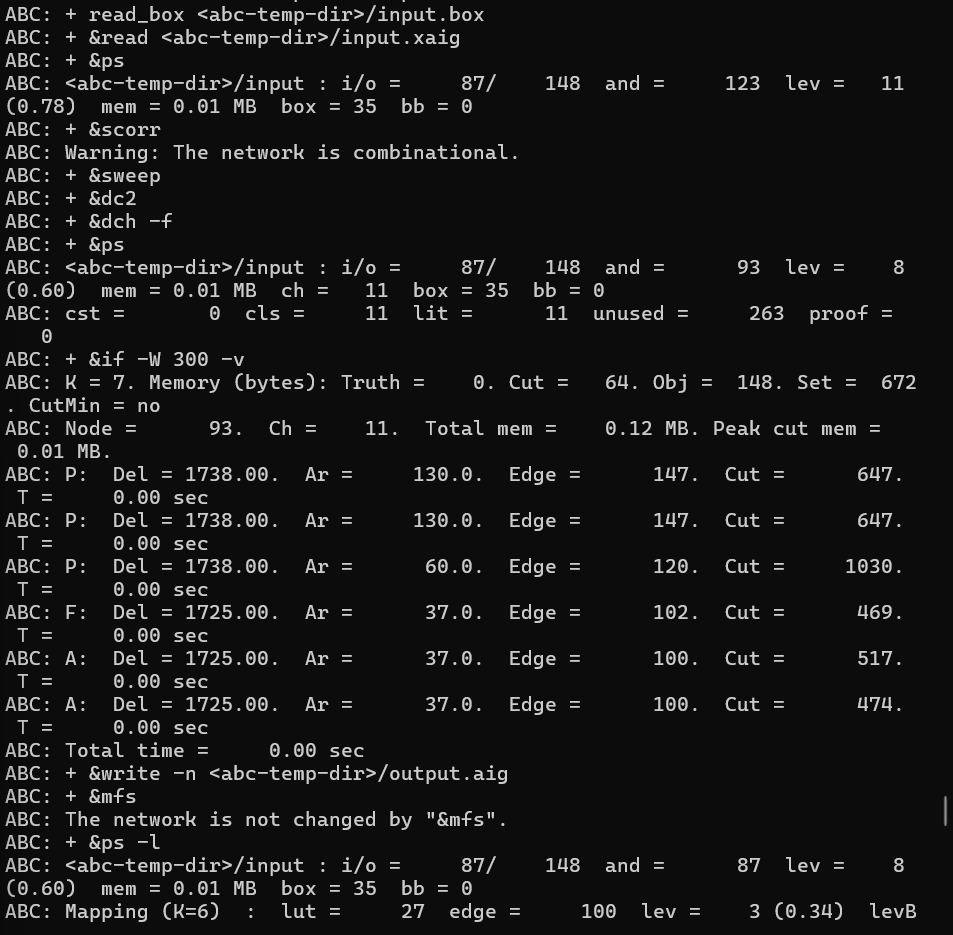 ABC: + read_box <abc-temp-dir>/input.box
ABC: + &read <abc-temp-dir>/input.xaig
ABC: + &ps
ABC: <abc-temp-dir>/input : i/o =     87/    148  and =     123  lev =   11
(0.78)  mem = 0.01 MB  box = 35  bb = 0
ABC: + &scorr
ABC: Warning: The network is combinational.
ABC: + &sweep
ABC: + &dc2
ABC: + &dch -f
ABC: + &ps
ABC: <abc-temp-dir>/input : i/o =     87/    148  and =      93  lev =    8
(0.60)  mem = 0.01 MB  ch =   11  box = 35  bb = 0
ABC: cst =       0  cls =     11  lit =      11  unused =     263  proof =
   0
ABC: + &if -W 300 -v
ABC: K = 7. Memory (bytes): Truth =    0. Cut =   64. Obj =  148. Set =  672
. CutMin = no
ABC: Node =      93.  Ch =    11.  Total mem =    0.12 MB. Peak cut mem =
 0.01 MB.
ABC: P:  Del = 1738.00.  Ar =     130.0.  Edge =      147.  Cut =      647.
 T =     0.00 sec
ABC: P:  Del = 1738.00.  Ar =     130.0.  Edge =      147.  Cut =      647.
 T =     0.00 sec
ABC: P:  Del = 1738.00.  Ar =      60.0.  Edge =      120.  Cut =     1030.
 T =     0.00 sec
ABC: F:  Del = 1725.00.  Ar =      37.0.  Edge =      102.  Cut =      469.
 T =     0.00 sec
ABC: A:  Del = 1725.00.  Ar =      37.0.  Edge =      100.  Cut =      517.
 T =     0.00 sec
ABC: A:  Del = 1725.00.  Ar =      37.0.  Edge =      100.  Cut =      474.
 T =     0.00 sec
ABC: Total time =     0.00 sec
ABC: + &write -n <abc-temp-dir>/output.aig
ABC: + &mfs
ABC: The network is not changed by "&mfs".
ABC: + &ps -l
ABC: <abc-temp-dir>/input : i/o =     87/    148  and =      87  lev =    8
(0.60)  mem = 0.01 MB  box = 35  bb = 0
ABC: Mapping (K=6)  :  lut =     27  edge =     100  lev =    3 (0.34)  levB